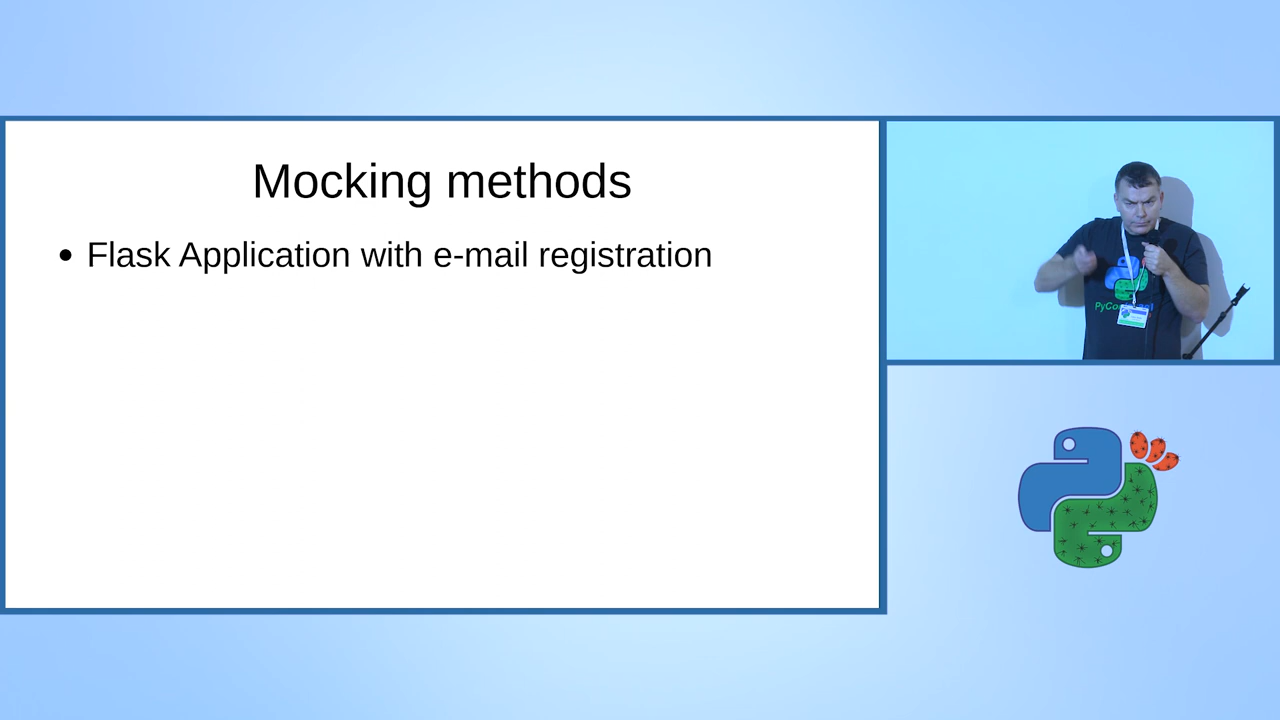 Mocking methods
• Flask Application with e-mail registration